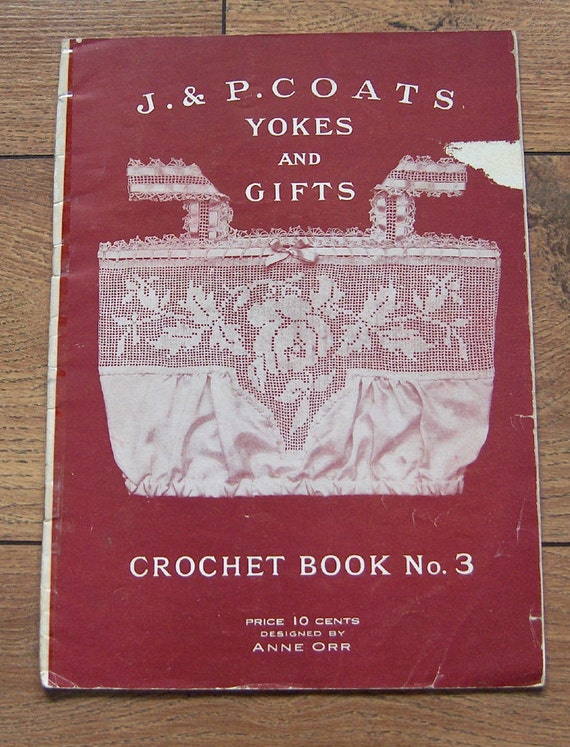 J. & P. COATS
YOKES
AND
GIFTS
CROCHET BOOK No. 3
PRICE 10 CENTS
DESIGNED BY
ANNE ORR